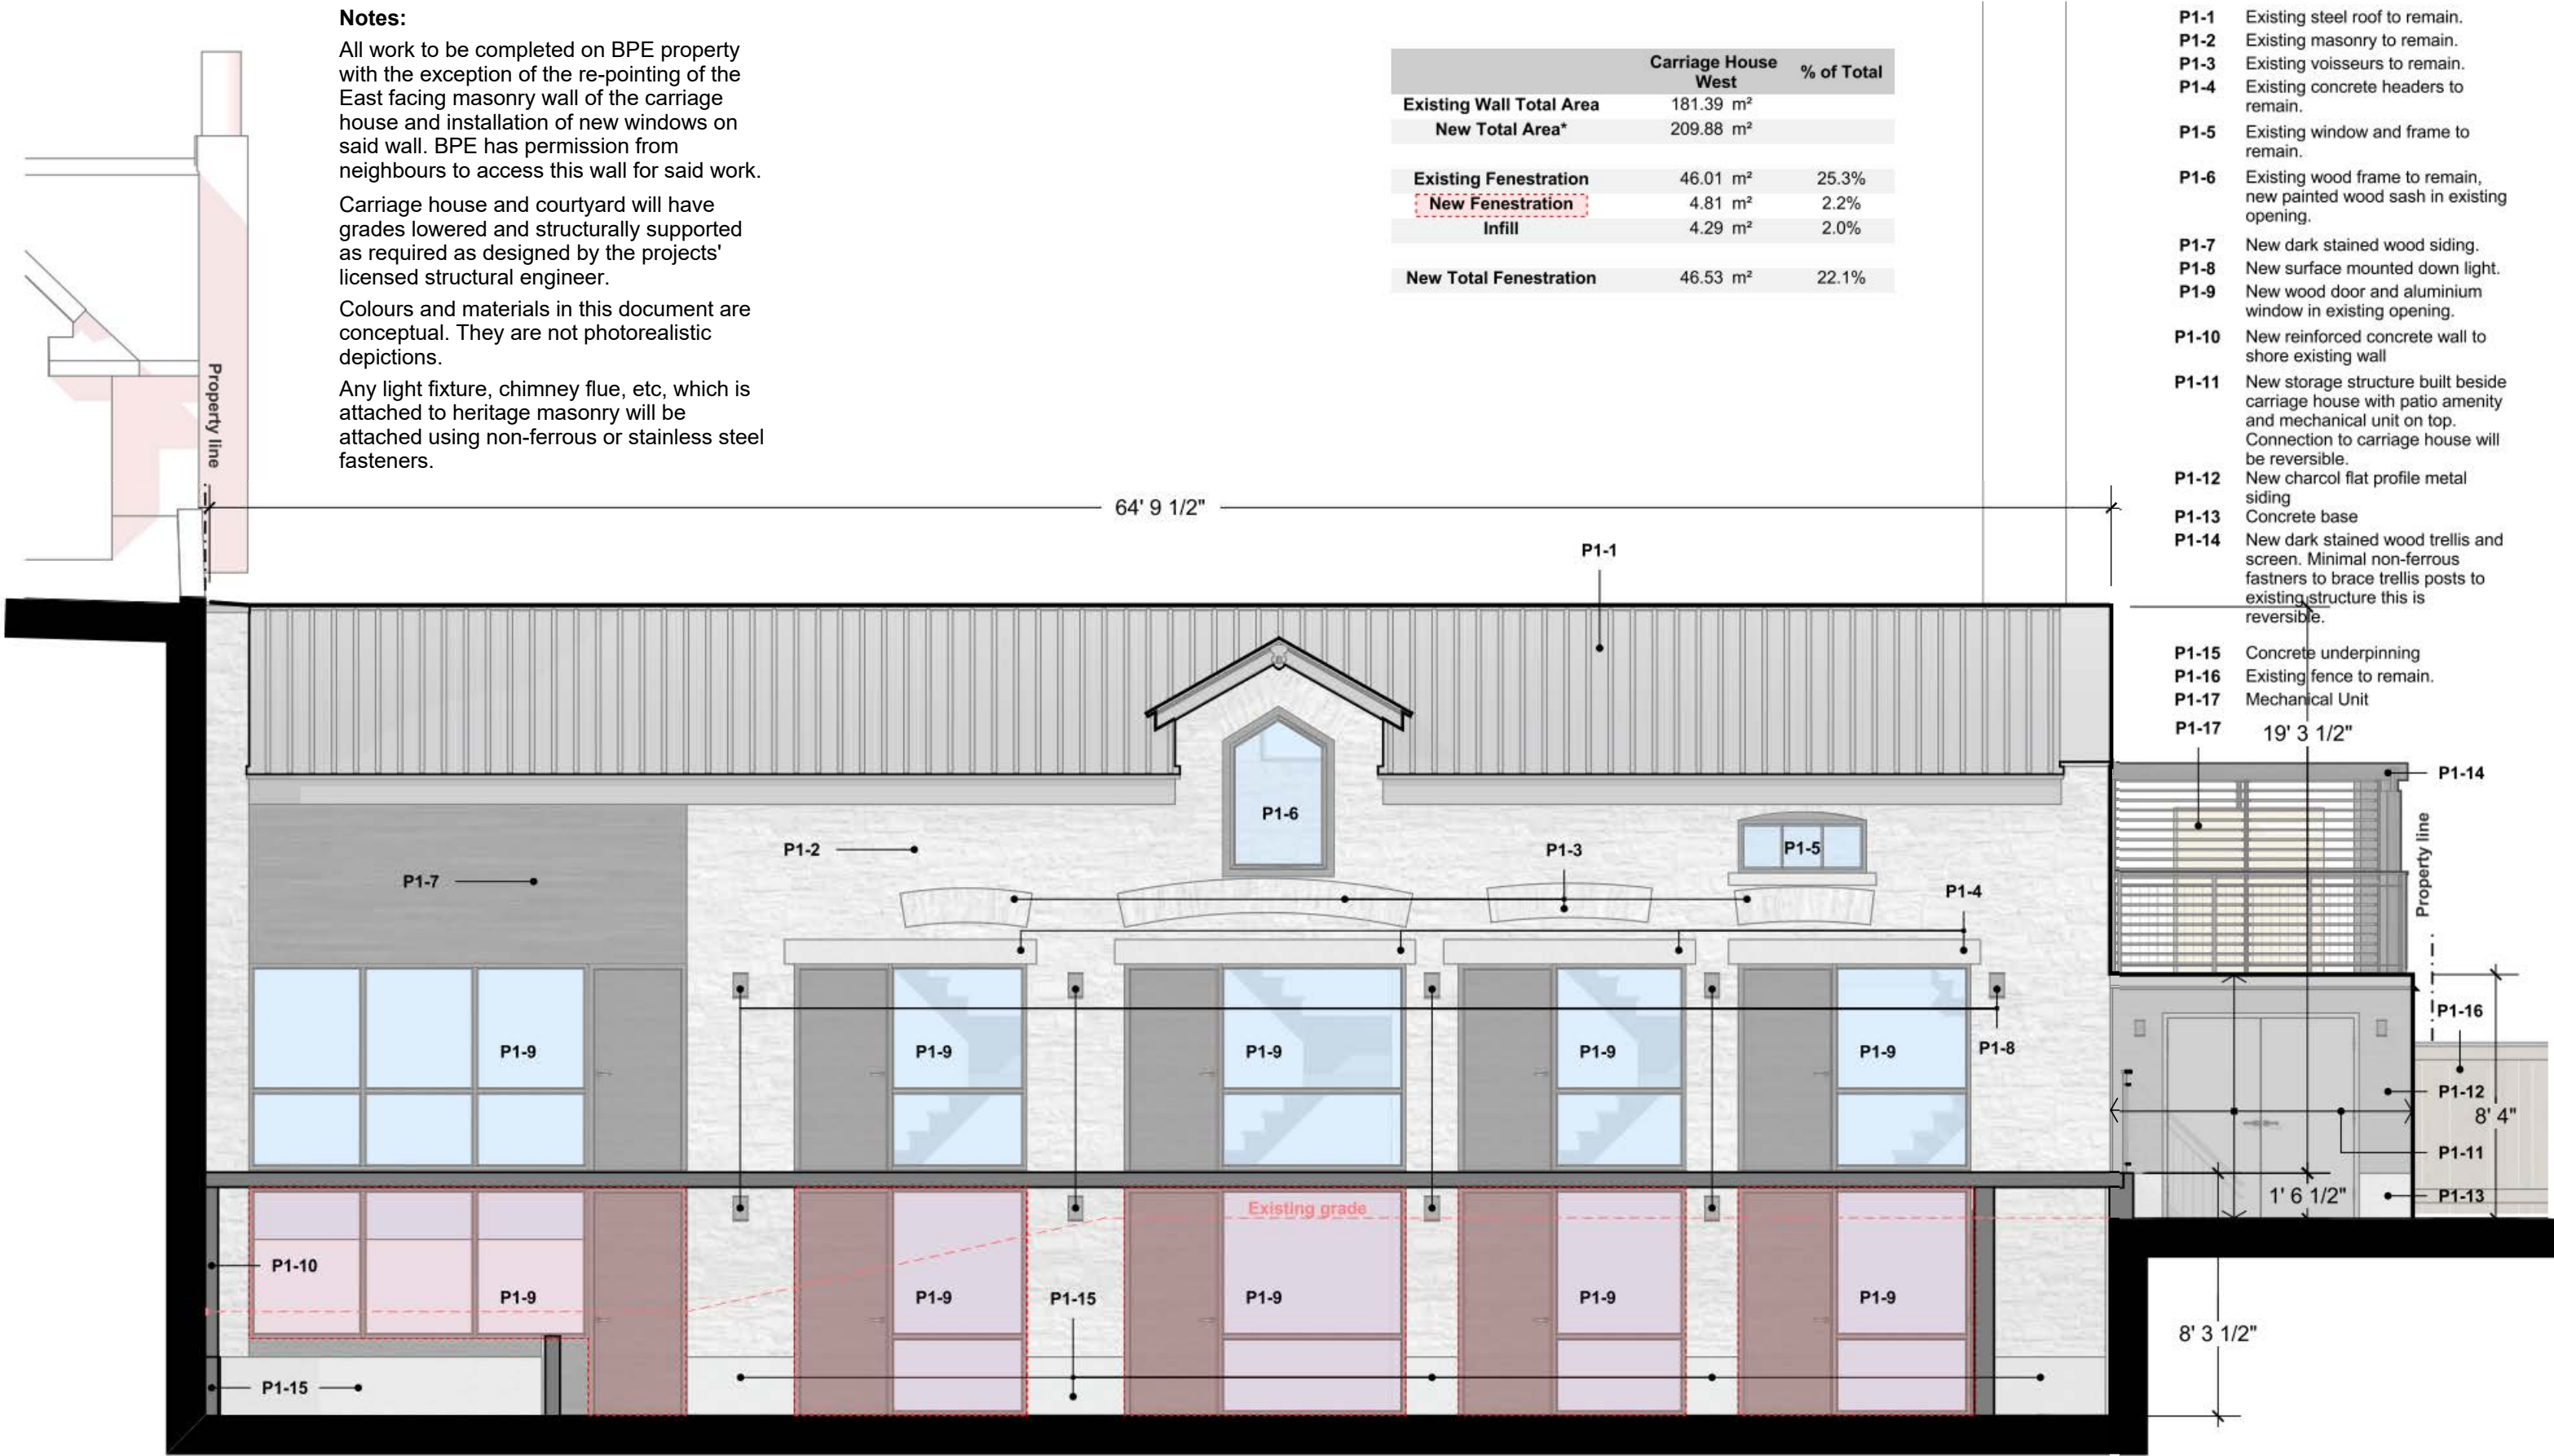 Notes:
All work to be completed on BPE property
with the exception of the re-pointing of the
East facing masonry wall of the carriage
house and installation of new windows on
said wall. BPE has permission from
neighbours to access this wall for said work.
Carriage house and courtyard will have
grades lowered and structurally supported
as required as designed by the projects'
licensed structural engineer.
Colours and materials in this document are
conceptual. They are not photorealistic
depictions.
Any light fixture, chimney flue, etc, which is
attached to heritage masonry will be
attached using non-ferrous or stainless steel
fasteners.
Carriage House
West % of Total
Existing Wall Total Area 181.39 m²
New Total Area* 209.88 m²
Existing Fenestration 46.01 m² 25.3%
New Fenestration 4.81 m² 2.2%
Infill 4.29 m² 2.0%
New Total Fenestration 46.53 m² 22.1%
P1-1 Existing steel roof to remain.
P1-2 Existing masonry to remain.
P1-3 Existing voisseurs to remain.
P1-4 Existing concrete headers to
remain.
P1-5 Existing window and frame to
remain.
P1-6 Existing wood frame to remain,
new painted wood sash in existing
opening.
P1-7 New dark stained wood siding.
P1-8 New surface mounted down light.
P1-9 New wood door and aluminium
window in existing opening.
P1-10 New reinforced concrete wall to
shore existing wall
P1-11 New storage structure built beside
carriage house with patio amenity
and mechanical unit on top.
Connection to carriage house will
be reversible.
P1-12 New charcol flat profile metal
siding
P1-13 Concrete base
P1-14 New dark stained wood trellis and
screen. Minimal non-ferrous
fastners to brace trellis posts to
existing structure this is
reversible.
P1-15 Concrete underpinning
P1-16 Existing fence to remain.
P1-17 Mechanical Unit
Property line
64' 9 1/2"
P1-1
P1-17
19' 3 1/2"
P1-14
P1-6
P1-2
P1-3
P1-5
P1-7
P1-4
Property line
P1-9
P1-9
P1-9
P1-9
P1-9
P1-8
P1-16
P1-12
8' 4"
P1-11
P1-13
1' 6 1/2"
Existing grade
P1-10
P1-9
P1-9
P1-15
P1-9
P1-9
P1-9
8' 3 1/2"
P1-15